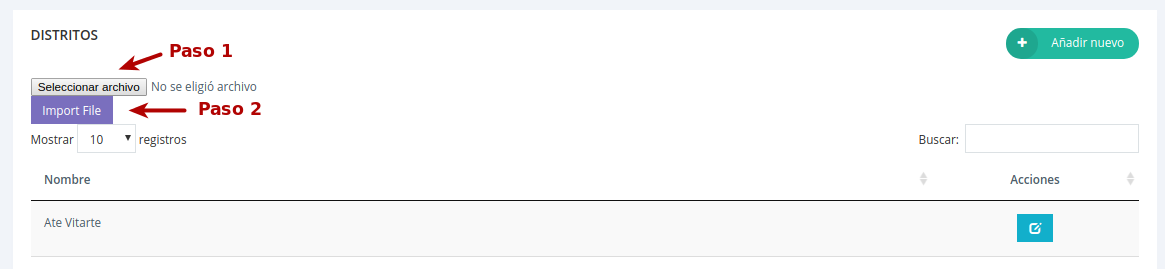 DISTRITOS
Paso 1
+ Añadir nuevo
Seleccionar archivo No se eligió archivo
Import File
Paso 2
Mostrar 10 registros
Buscar:
Nombre Acciones
Ate Vitarte